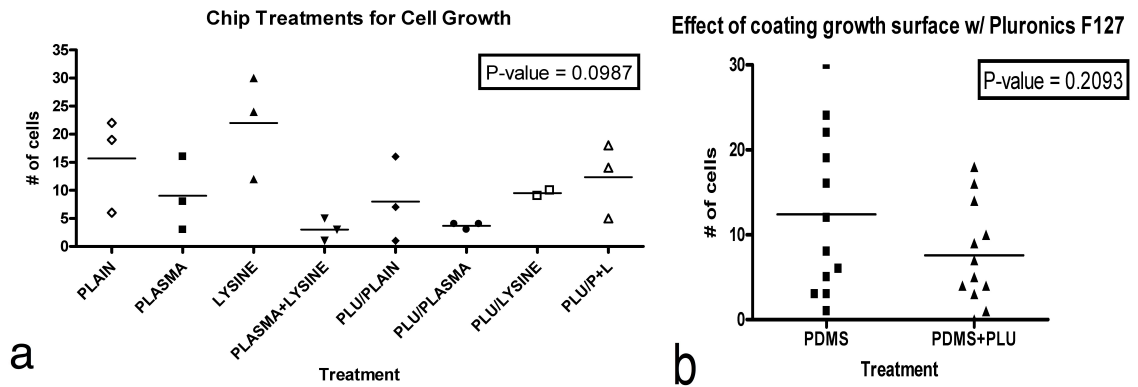 Chip Treatments for Cell Growth
P-value = 0.0987
35
30
25
20
15
10
5
0
# of cells
PLAIN
PLASMA
LYSINE
PLASMA+LYSINE
PLU/PLAIN
PLU/PLASMA
PLU/LYSINE
PLU/P+L
Treatment
a
Effect of coating growth surface w/ Pluronics F127
P-value = 0.2093
30
20
10
0
# of cells
PDMS
PDMS+PLU
Treatment
b